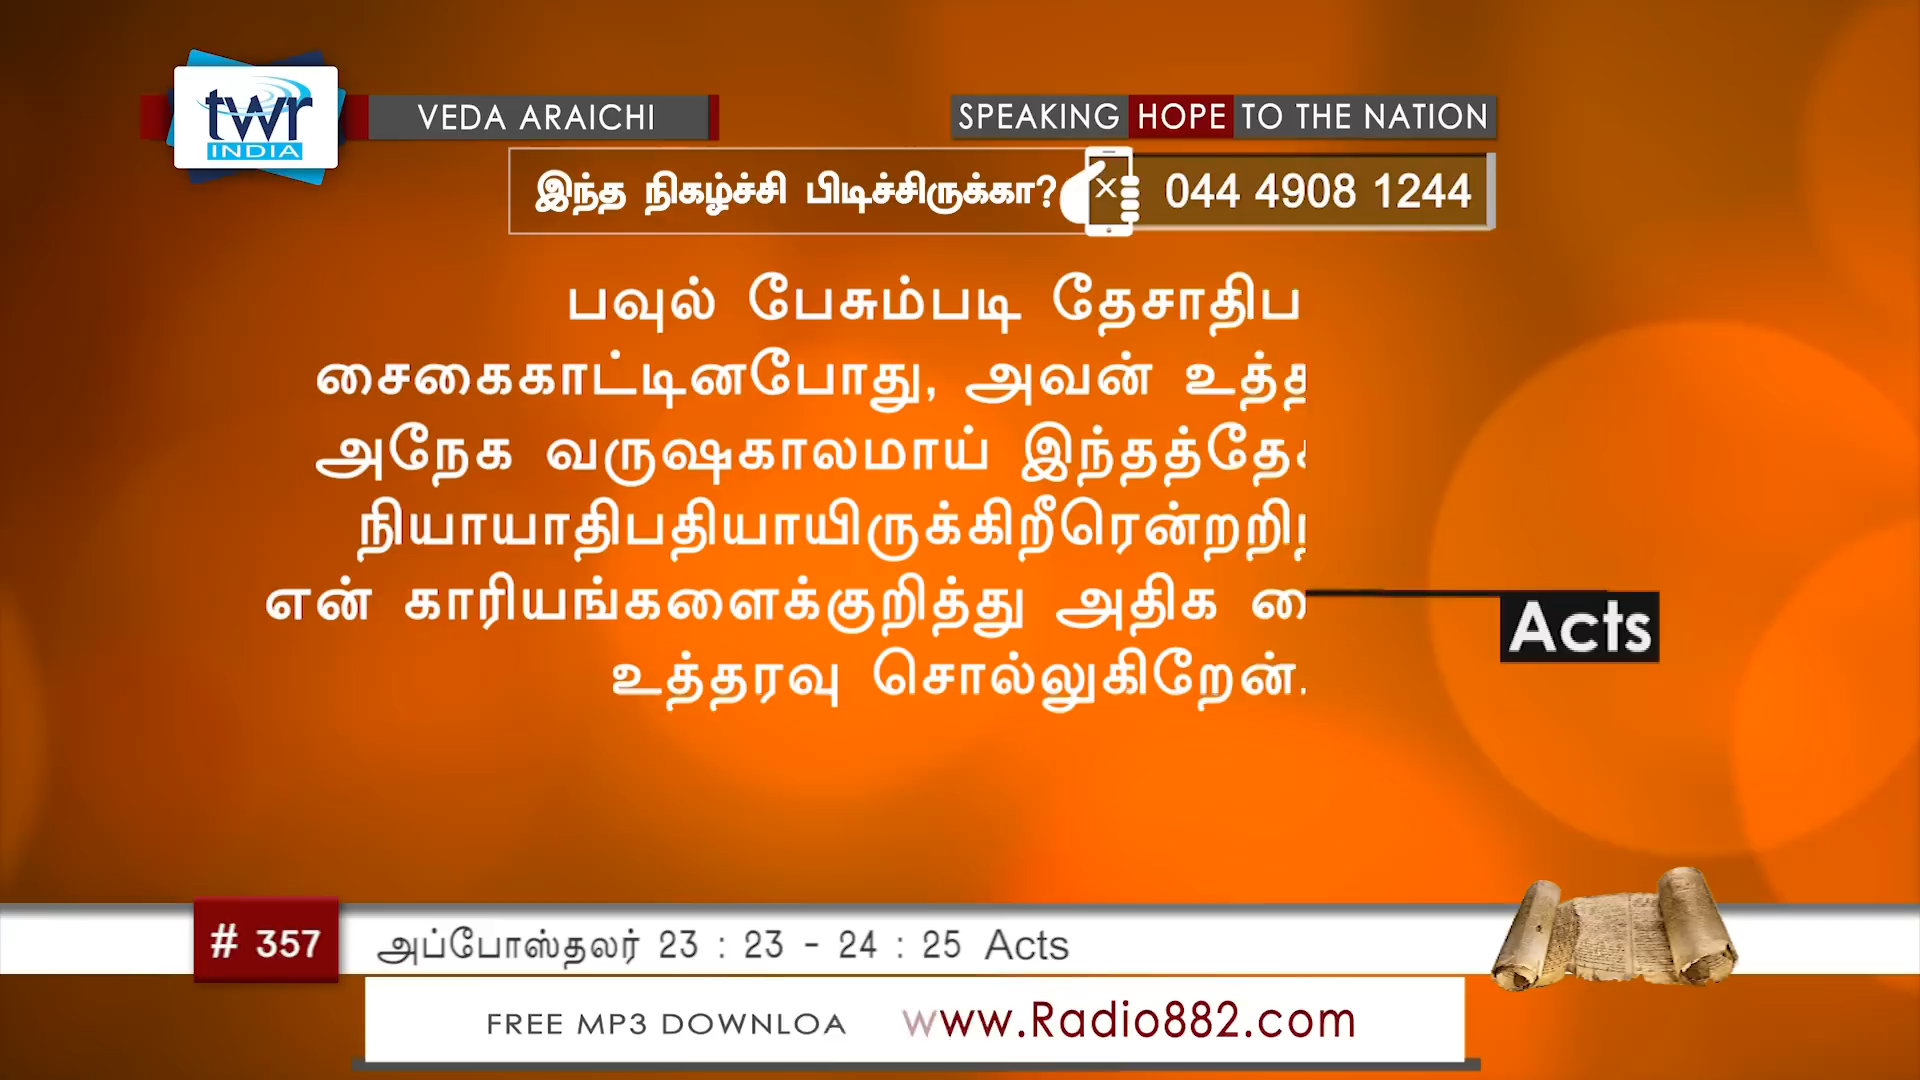 twr
INDIA
VEDA ARAICHI
SPEAKING HOPE TO THE NATION
இந்த நிகழ்ச்சி பிடிச்சிருக்கா?
044 4908 1244
பவுல் பேசும்படி தேசாதிப
சைகைகாட்டினபோது, அவன் உத்த
அநேக வருஷகாலமாய்
நியாயாதிபதியாயிருக்கிறீரென்றறி
என் காரியங்களைக்குறித்து அதிக
உத்தரவு சொல்லுகிறேன்.
Acts
# 357
அப்போஸ்தலர் 23 : 23 - 24 : 25 Acts
FREE MP3 DOWNLOA
www.Radio882.com